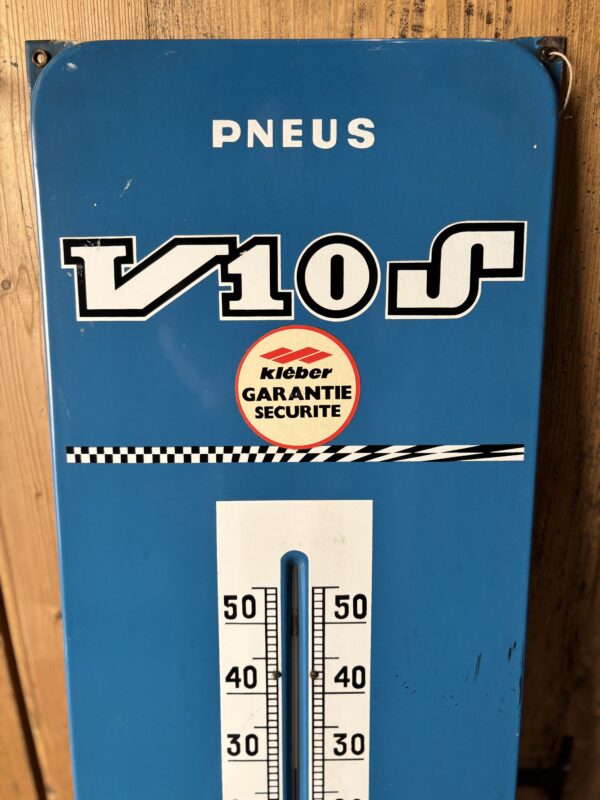 PNEUS
V10S
kléber
GARANTIE
SECURITE
50 50
40 40
30 30